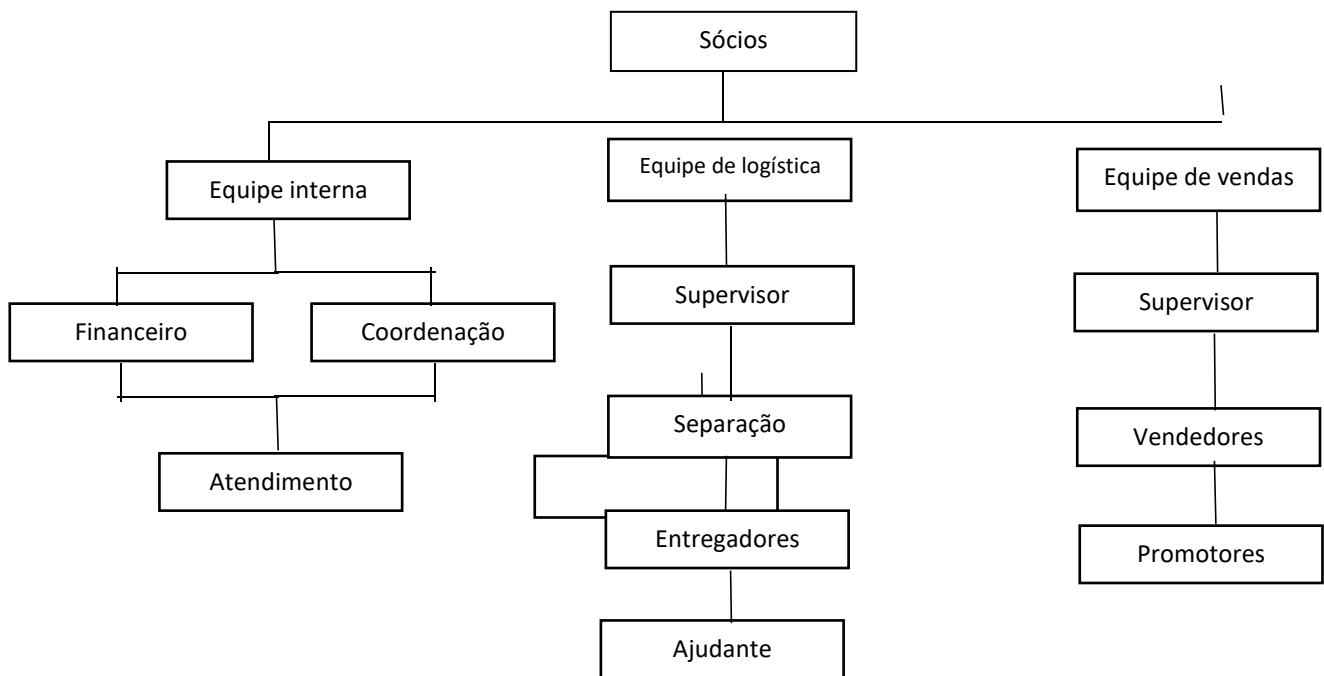 Sócios
Equipe interna
Equipe de logística
Equipe de vendas
Financeiro
Coordenação
Supervisor
Supervisor
Separação
Vendedores
Atendimento
Entregadores
Promotores
Ajudante